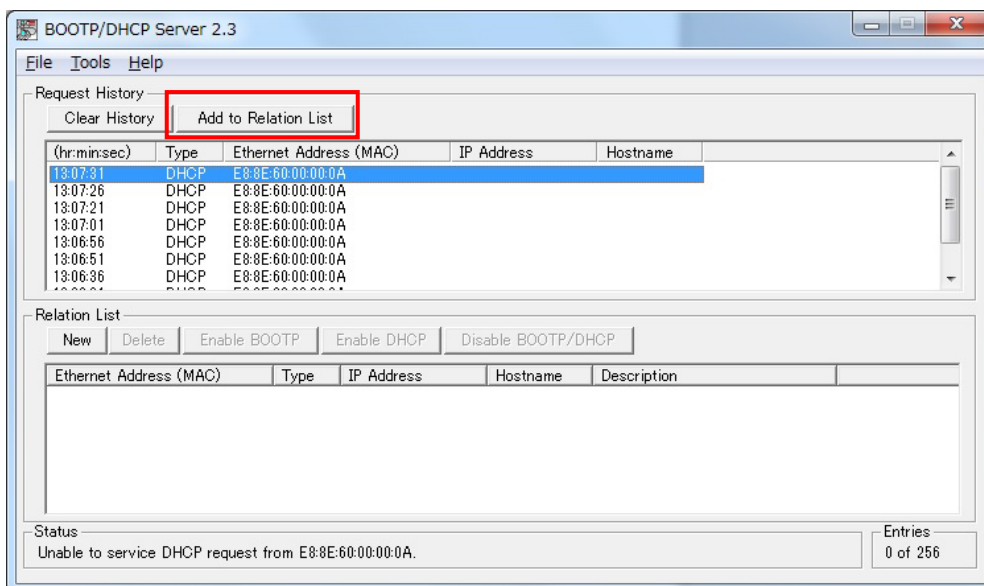 BOOTP/DHCP Server 2.3
File Tools Help
Request History
Clear History Add to Relation List
(hr:min:sec) Type Ethernet Address (MAC) IP Address Hostname
13:07:31 DHCP E8:8E:60:00:00:0A
13:07:26 DHCP E8:8E:60:00:00:0A
13:07:21 DHCP E8:8E:60:00:00:0A
13:07:01 DHCP E8:8E:60:00:00:0A
13:06:56 DHCP E8:8E:60:00:00:0A
13:06:51 DHCP E8:8E:60:00:00:0A
13:06:36 DHCP E8:8E:60:00:00:0A
Relation List
New Delete Enable BOOTP Enable DHCP Disable BOOTP/DHCP
Ethernet Address (MAC) Type IP Address Hostname Description
Status
Unable to service DHCP request from E8:8E:60:00:00:0A.
Entries
0 of 256